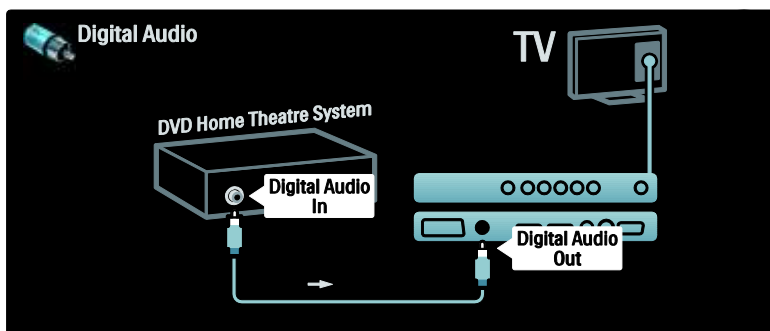 Digital Audio
TV
DVD Home Theatre System
Digital Audio
In
Digital Audio
Out